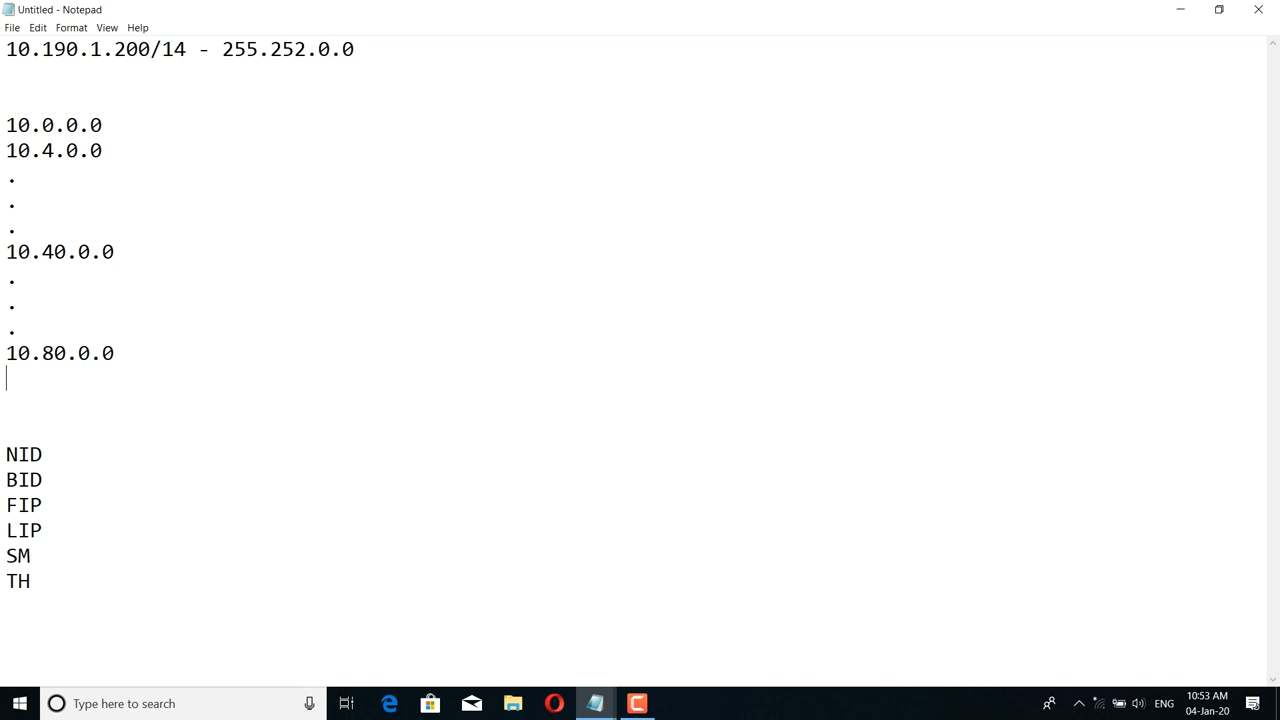 Untitled - Notepad
File Edit Format View Help
10.190.1.200/14 - 255.252.0.0
10.0.0.0
10.4.0.0
.
.
.
10.40.0.0
.
.
.
10.80.0.0
NID
BID
FIP
LIP
SM
TH
Type here to search
ENG
10:53 AM
04-Jan-20